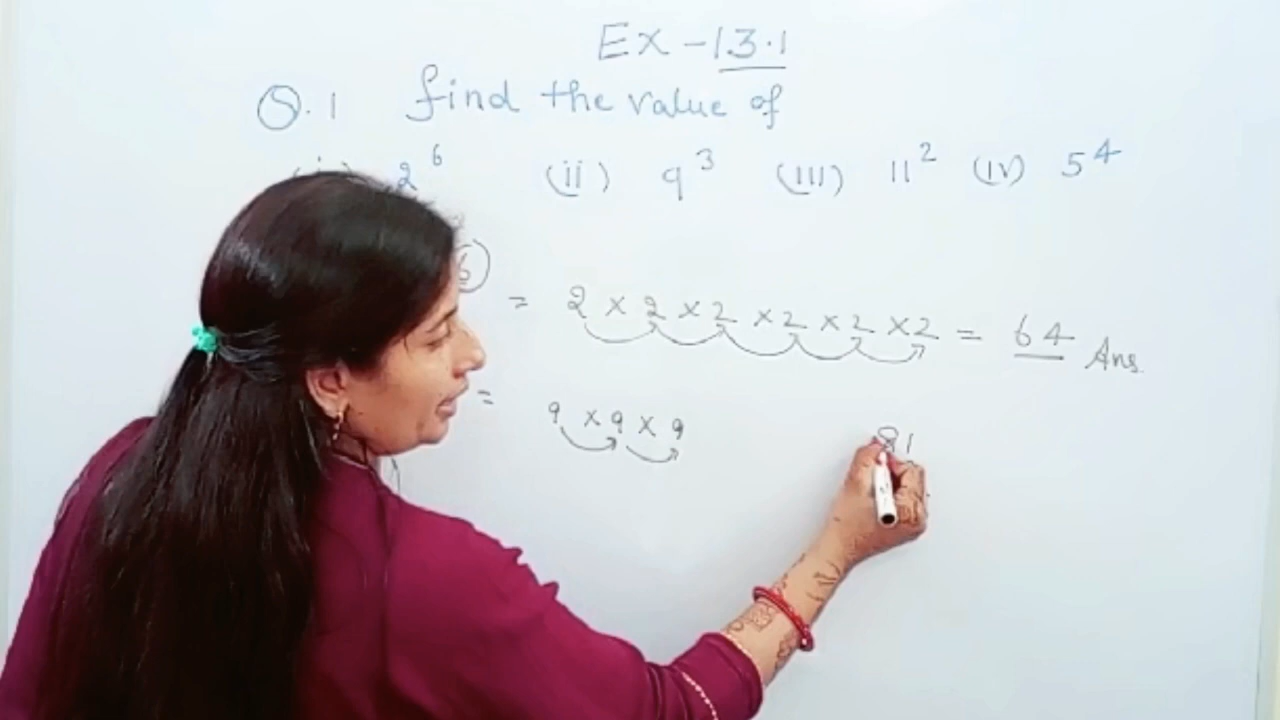 Ex - 13.1
Q.1 find the value of
(i) 2^6 (ii) 9^3 (III) 11^2 (IV) 5^4
6 = 2 × 2 × 2 × 2 × 2 × 2 = 64 Ans
= 9 × 9 × 9 81